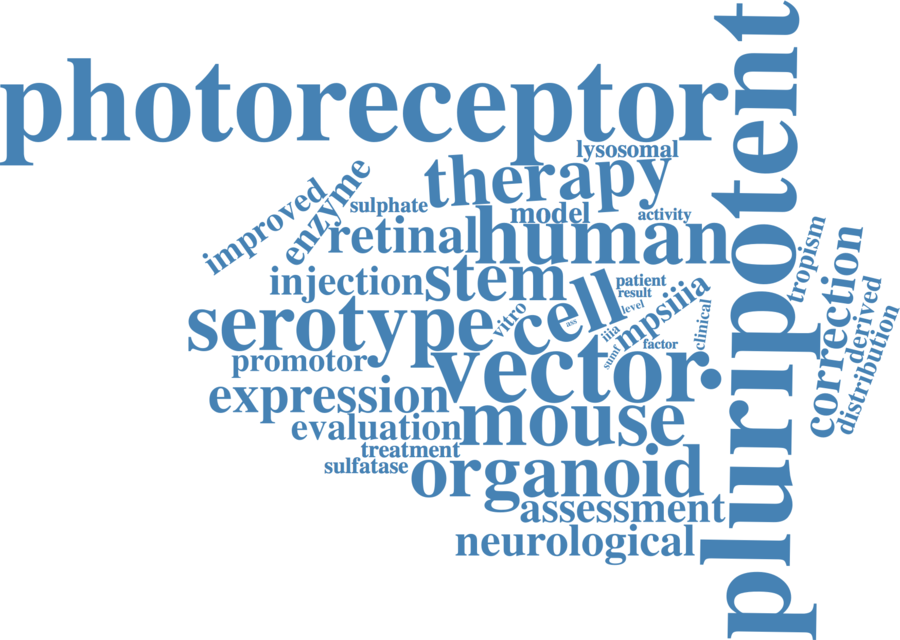 photoreceptor
pluripotent
lysosomal
therapy
enzyme
improved
sulphate
model
activity
retinal
human
tropism
injection
stem
cell
patient
result
level
mpsiiia
correction
derived
distribution
serotype
vitro
aav
iiia
sumf
factor
clinical
promotor
vector
expression
mouse
evaluation
treatment
sulfatase
organoid
assessment
neurological